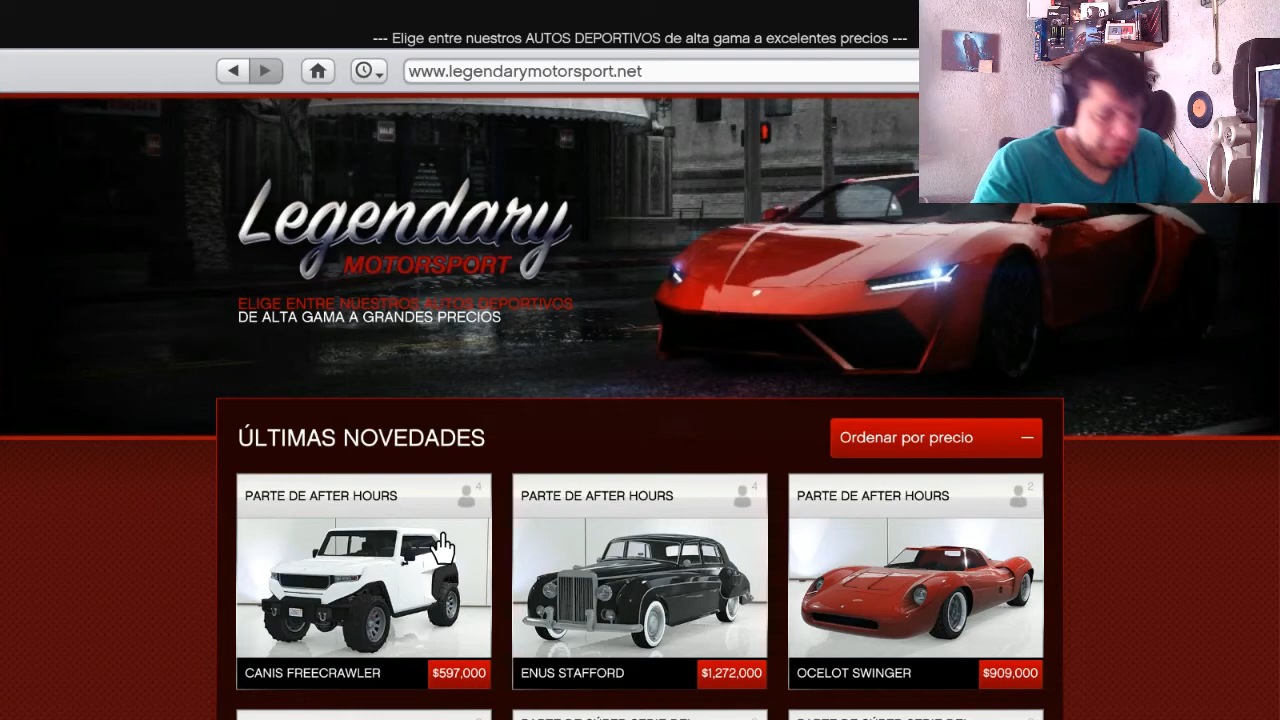 --- Elige entre nuestros AUTOS DEPORTIVOS de alta gama a excelentes precios ---
www.legendarymotorsport.net
Legendary
MOTORSPORT
ELIGE ENTRE NUESTROS AUTOS DEPORTIVOS
DE ALTA GAMA A GRANDES PRECIOS
ÚLTIMAS NOVEDADES
Ordenar por precio
PARTE DE AFTER HOURS 4
PARTE DE AFTER HOURS 4
PARTE DE AFTER HOURS 2
CANIS FREECRAWLER $597,000
ENUS STAFFORD $1,272,000
OCELOT SWINGER $909,000